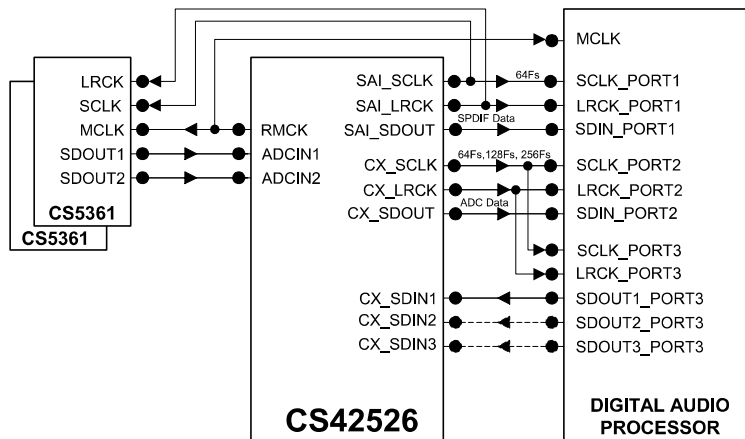 LRCK
SCLK
MCLK
SDOUT1
SDOUT2
CS5361
CS5361
RMCK
ADCIN1
ADCIN2
SAI_SCLK
SAI_LRCK
SAI_SDOUT
CX_SCLK
CX_LRCK
CX_SDOUT
CX_SDIN1
CX_SDIN2
CX_SDIN3
CS42526
64Fs
SPDIF Data
64Fs,128Fs, 256Fs
ADC Data
MCLK
SCLK_PORT1
LRCK_PORT1
SDIN_PORT1
SCLK_PORT2
LRCK_PORT2
SDIN_PORT2
SCLK_PORT3
LRCK_PORT3
SDOUT1_PORT3
SDOUT2_PORT3
SDOUT3_PORT3
DIGITAL AUDIO
PROCESSOR